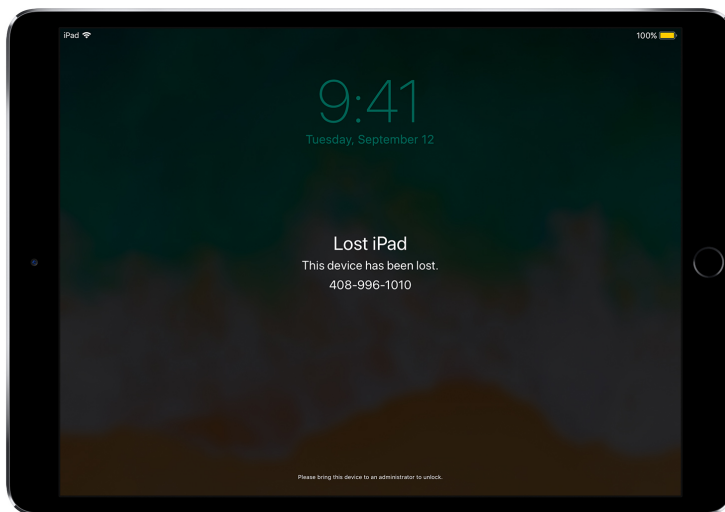 iPad
100%
9:41
Tuesday, September 12
Lost iPad
This device has been lost.
408-996-1010
Please bring this device to an administrator to unlock.